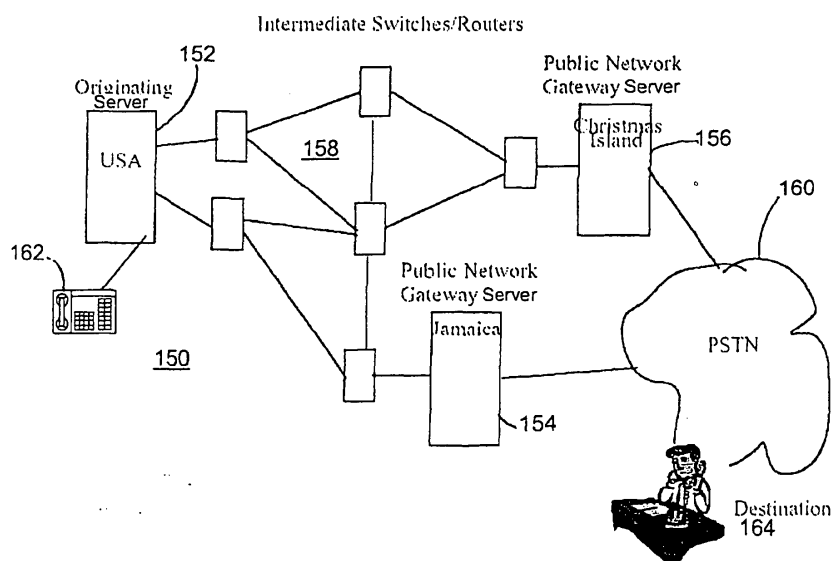 Intermediate Switches/Routers
152
Originating
Server
USA
158
Public Network
Gateway Server
Christmas
Island
156
160
162
Public Network
Gateway Server
Jamaica
PSTN
150
154
Destination
164